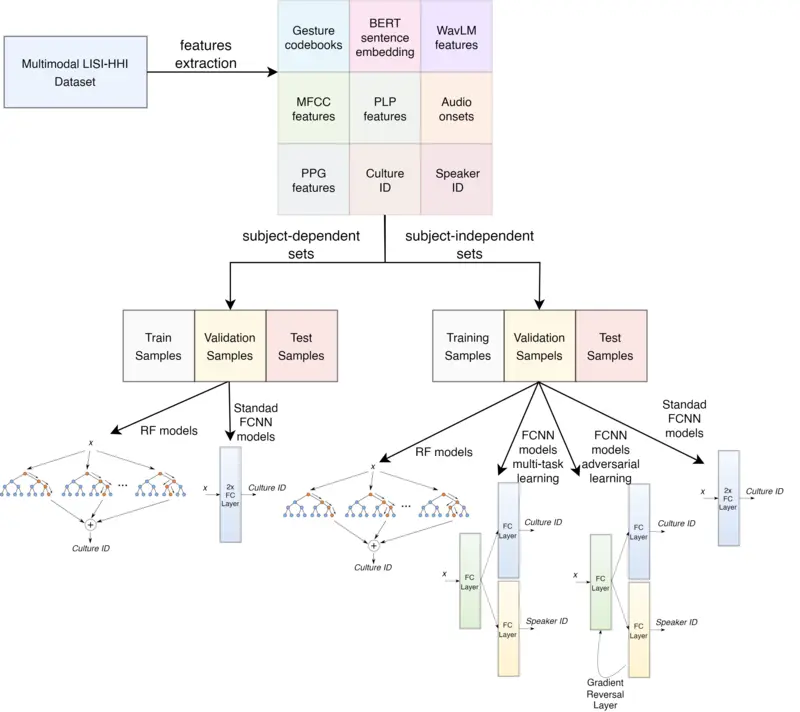 Multimodal LISI-HHI
Dataset
features
extraction
Gesture
codebooks
BERT
sentence
embedding
WavLM
features
MFCC
features
PLP
features
Audio
onsets
PPG
features
Culture
ID
Speaker
ID
subject-dependent
sets
subject-independent
sets
Train
Samples
Validation
Samples
Test
Samples
Training
Samples
Validation
Sampels
Test
Samples
RF models
Standad
FCNN
models
x
...
+
Culture ID
x
2x
FC
Layer
Culture ID
RF models
FCNN
models
multi-task
learning
FCNN
models
adversarial
learning
Standad
FCNN
models
x
...
+
Culture ID
x
FC
Layer
FC
Layer
Culture ID
FC
Layer
Speaker ID
x
FC
Layer
FC
Layer
Culture ID
FC
Layer
Speaker ID
Gradient
Reversal
Layer
x
2x
FC
Layer
Culture ID